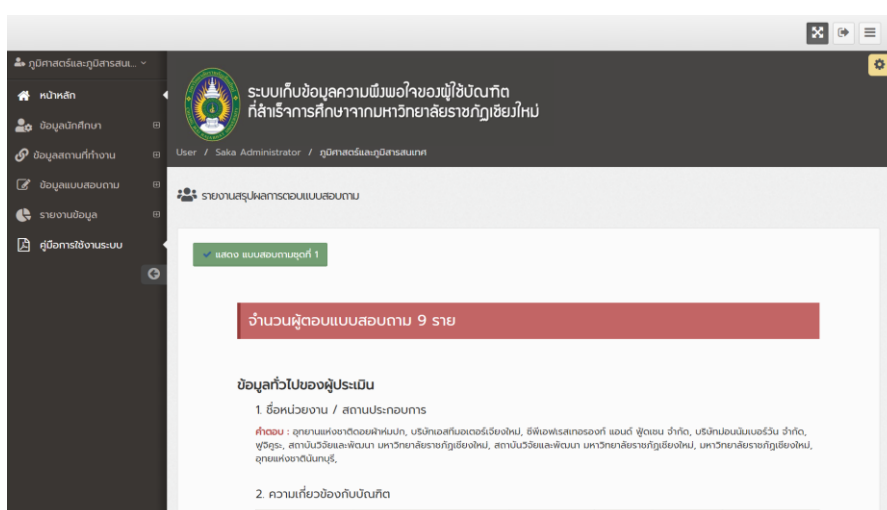 ภูมิศาสตร์และภูมิสารสน...
หน้าหลัก
ข้อมูลนักศึกษา
ข้อมูลสถานที่ทำงาน
ข้อมูลแบบสอบถาม
รายงานข้อมูล
คู่มือการใช้งานระบบ
ระบบเก็บข้อมูลความพึงพอใจของผู้ใช้บัณฑิต
ที่สำเร็จการศึกษาจากมหาวิทยาลัยราชภัฏเชียงใหม่
User / Saka Administrator / ภูมิศาสตร์และภูมิสารสนเทศ
รายงานสรุปผลการตอบแบบสอบถาม
แสดง แบบสอบถามชุดที่ 1
จำนวนผู้ตอบแบบสอบถาม 9 ราย
ข้อมูลทั่วไปของผู้ประเมิน
1. ชื่อหน่วยงาน / สถานประกอบการ
คำตอบ : อุทยานแห่งชาติดอยผ้าห่มปก, บริษัทเอสทีมอเตอร์เจียงใหม่, ซีพีเอฟเรสเทอรองท์ แอนด์ ฟู้ดเชน จำกัด, บริษัทม่อนนัมเบอร์วัน จำกัด,
สถาบันวิจัยและพัฒนา มหาวิทยาลัยราชภัฏเชียงใหม่, สถาบันวิจัยและพัฒนา มหาวิทยาลัยราชภัฏเชียงใหม่, มหาวิทยาลัยราชภัฏเชียงใหม่,
อุทยแห่งชาตินันทบุรี,
2. ความเกี่ยวข้องกับบัณฑิต